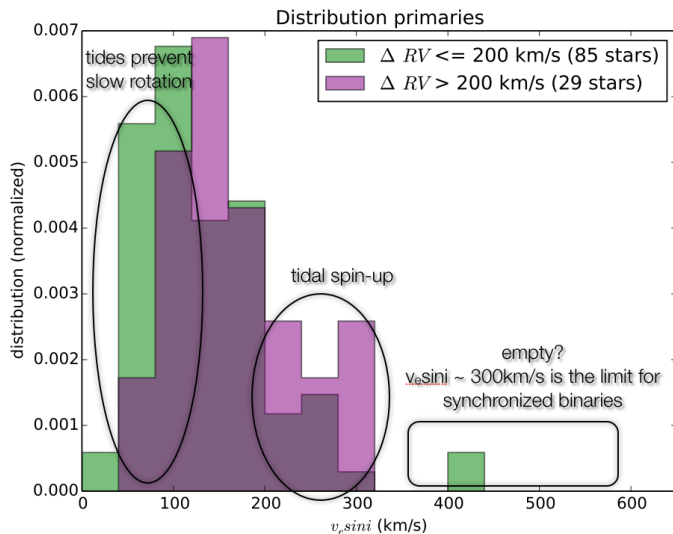 Distribution primaries
tides prevent
slow rotation
Δ RV <= 200 km/s (85 stars)
Δ RV > 200 km/s (29 stars)
tidal spin-up
empty?
vₑsini ~ 300km/s is the limit for
synchronized binaries
distribution (normalized)
0.007
0.006
0.005
0.004
0.003
0.002
0.001
0.000
0 100 200 300 400 500 600
vₑsini (km/s)